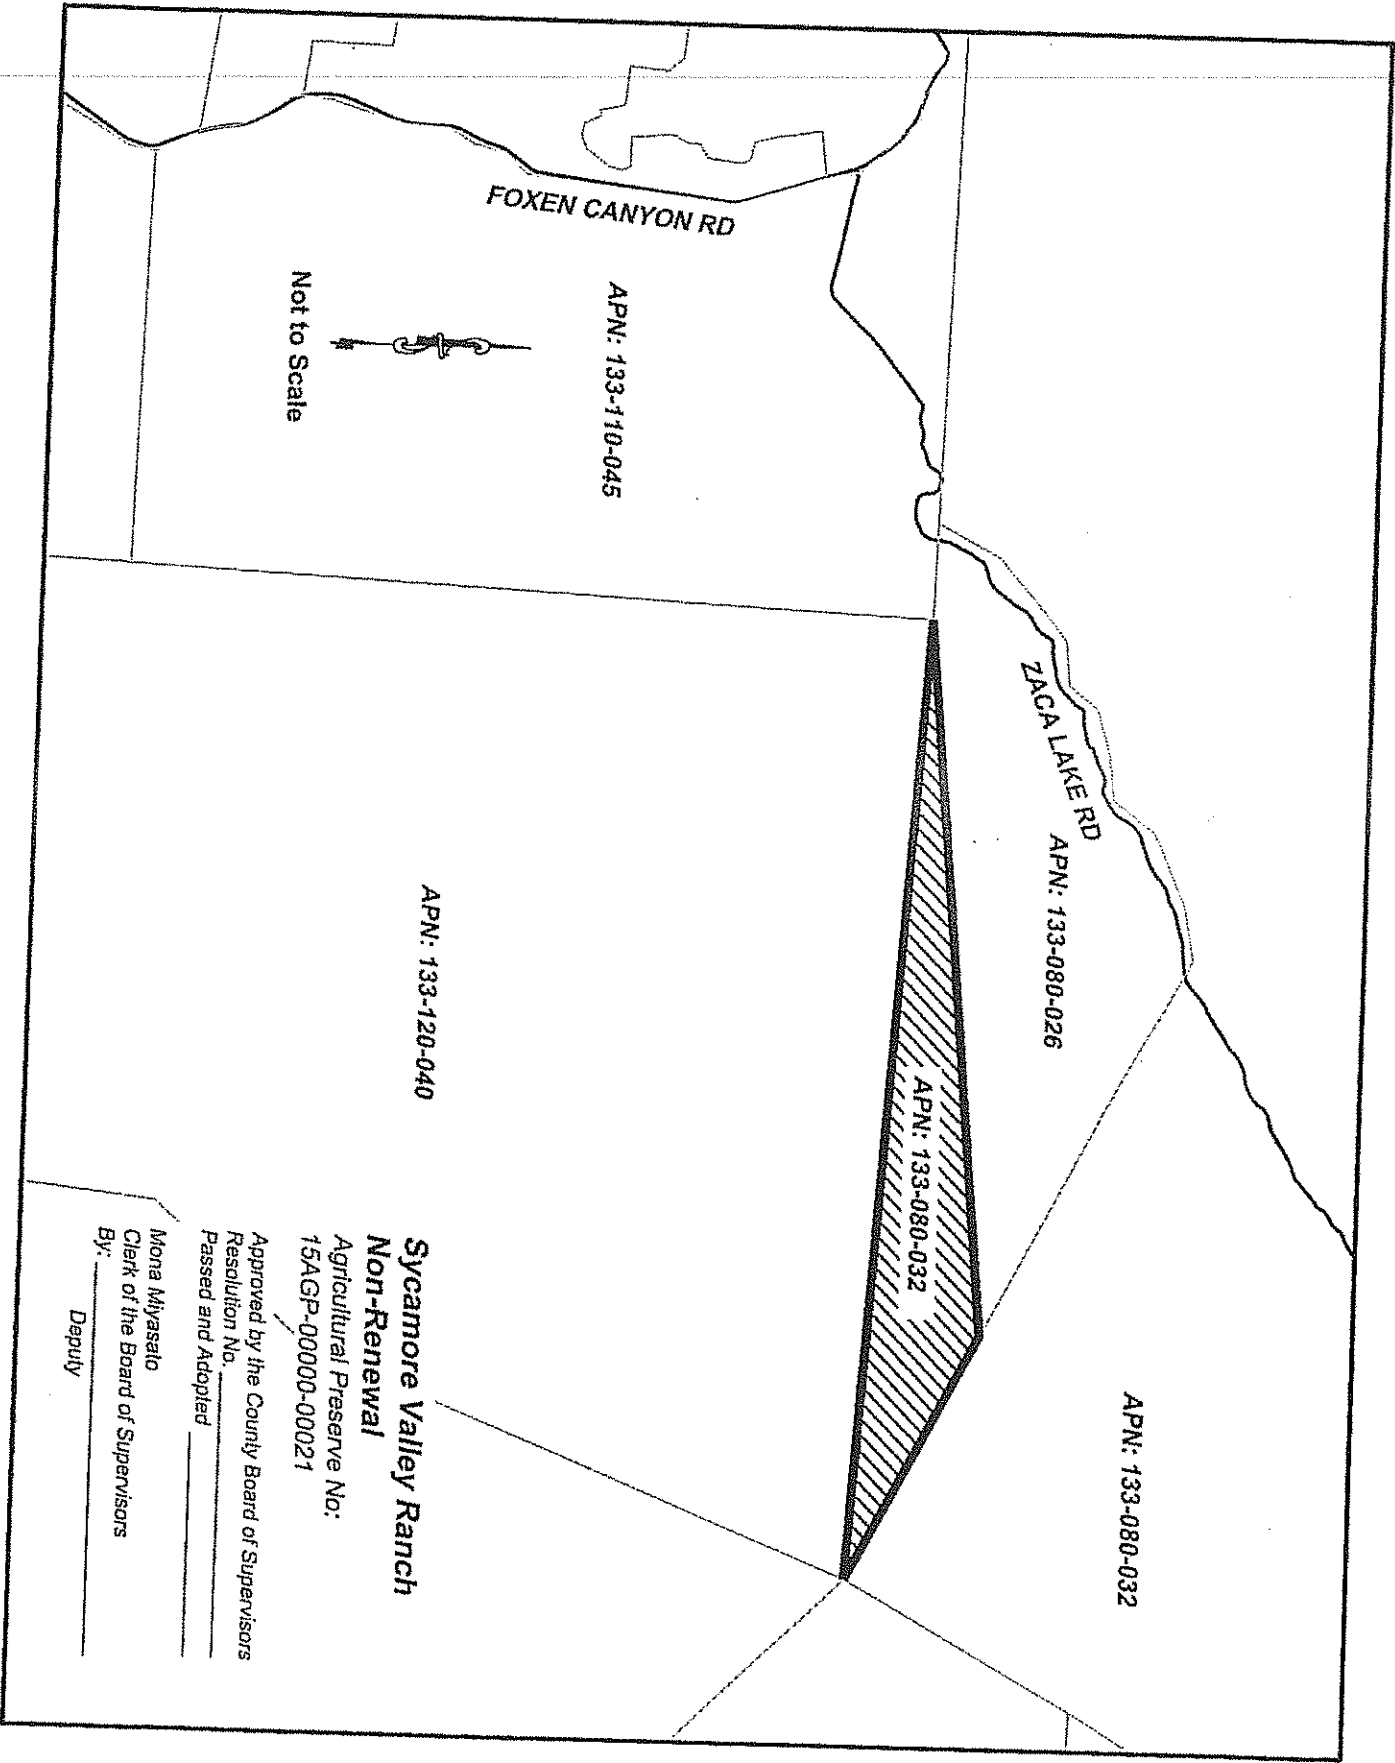 ZACA LAKE RD
APN: 133-080-026
APN: 133-080-032
APN: 133-080-032
FOXEN CANYON RD
APN: 133-110-045
Not to Scale
APN: 133-120-040
Sycamore Valley Ranch
Non-Renewal
Agricultural Preserve No:
15AGP-00000-00021
Approved by the County Board of Supervisors
Resolution No.
Passed and Adopted
Mona Miyasato
Clerk of the Board of Supervisors
By:
Deputy